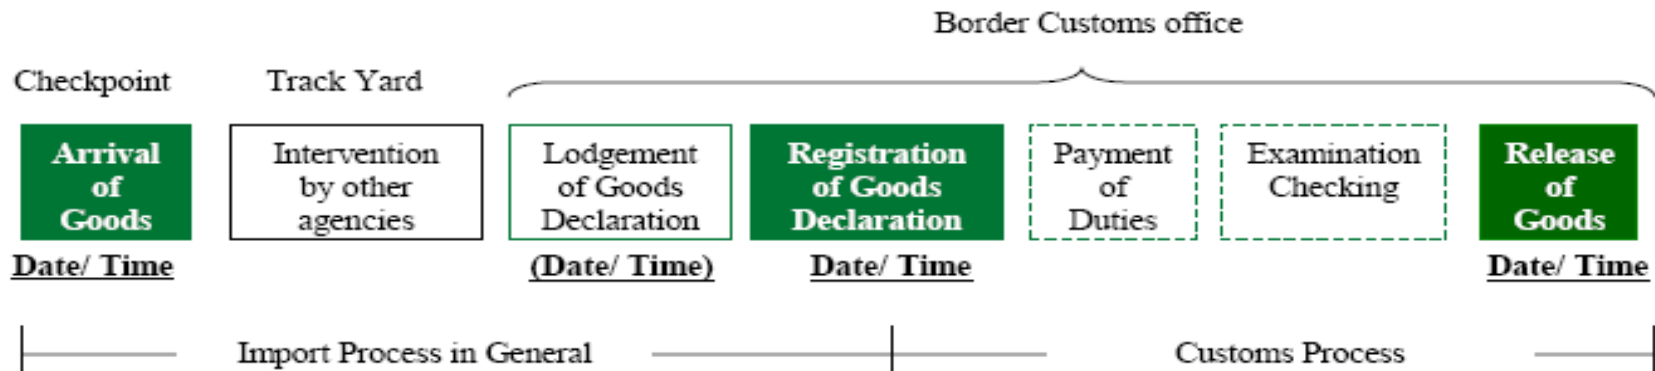 Border Customs office
Checkpoint
Track Yard
Arrival
of
Goods
Intervention
by other
agencies
Lodgement
of Goods
Declaration
Registration
of Goods
Declaration
Payment
of
Duties
Examination
Checking
Release
of
Goods
Date/ Time
(Date/ Time)
Date/ Time
Date/ Time
Import Process in General
Customs Process